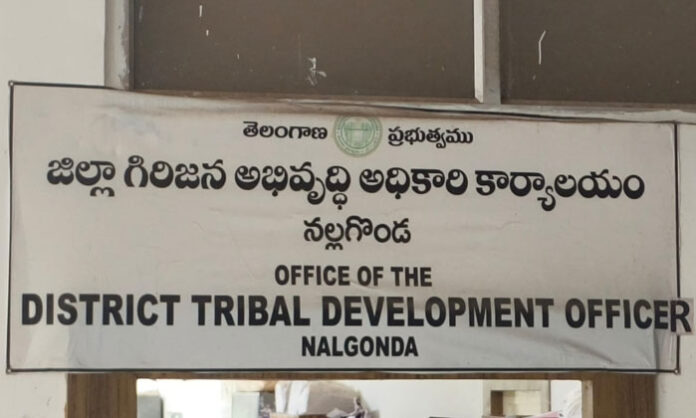 తెలంగాణ ప్రభుత్వము
జిల్లా గిరిజన అభివృద్ధి అధికారి కార్యాలయం
నల్లగొండ
OFFICE OF THE
DISTRICT TRIBAL DEVELOPMENT OFFICER
NALGONDA